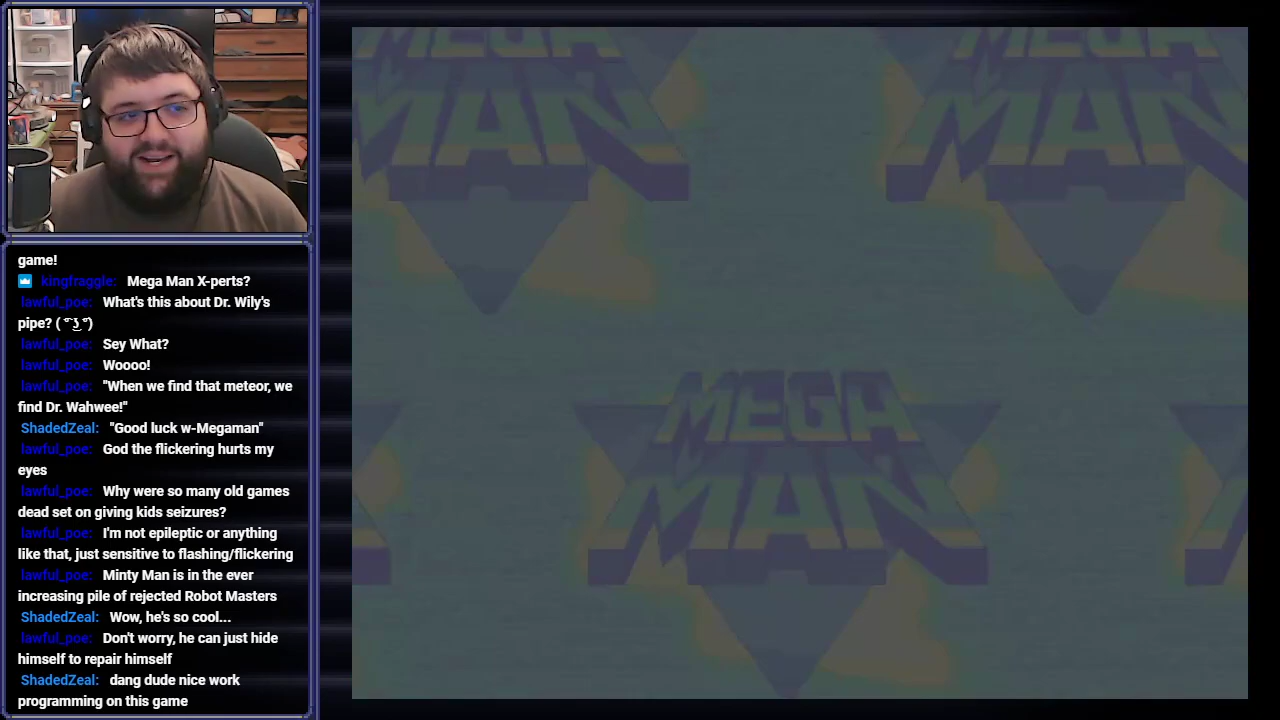 game!
kingfraggle: Mega Man X-perts?
lawful_poe: What's this about Dr. Wily's
pipe? ( ͡° ͜ʖ ͡°)
lawful_poe: Sey What?
lawful_poe: Woooo!
lawful_poe: "When we find that meteor, we
find Dr. Wahwee!"
ShadedZeal: "Good luck w-Megaman"
lawful_poe: God the flickering hurts my
eyes
lawful_poe: Why were so many old games
dead set on giving kids seizures?
lawful_poe: I'm not epileptic or anything
like that, just sensitive to flashing/flickering
lawful_poe: Minty Man is in the ever
increasing pile of rejected Robot Masters
ShadedZeal: Wow, he's so cool...
lawful_poe: Don't worry, he can just hide
himself to repair himself
ShadedZeal: dang dude nice work
programming on this game
MEGA
MAN
MEGA
MAN
MEGA
MAN